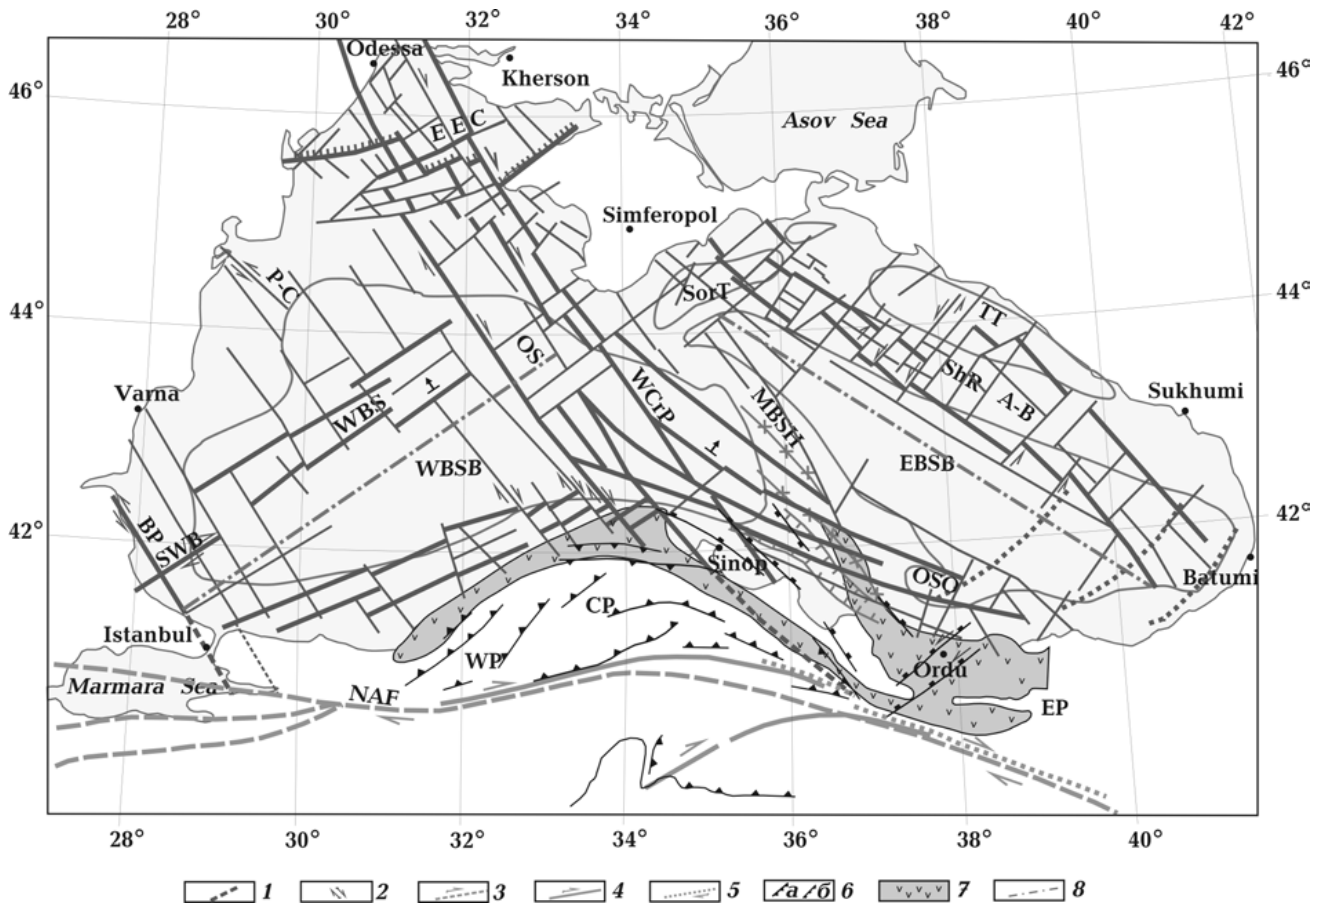 28° 30° 32° 34° 36° 38° 40° 42°
Odessa
Kherson
46° 46°
Asov Sea
E E C
Simferopol
P-C
SorT
44° 44°
TT
OS
ShR
Varna
WBS
WCrP
MBSH
A-B
Sukhumi
WBSB
EBSB
42° 42°
BP
SWB
Sinop
OSO
Batumi
CP
Istanbul
WP
Ordu
Marmara Sea
NAF
EP
28° 30° 32° 34° 36° 38° 40°
1 2 3 4 5 а б 6 7 8